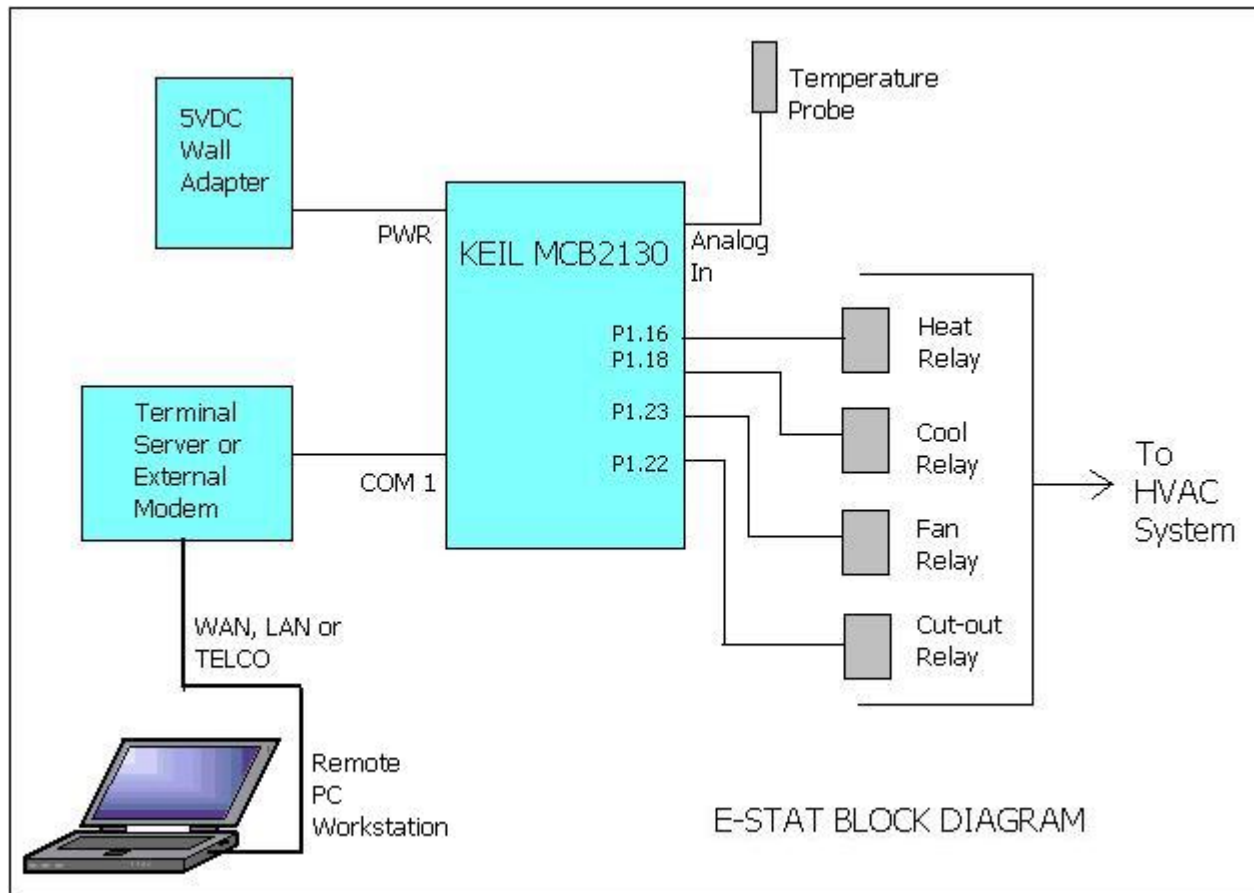 5VDC
Wall
Adapter
PWR
Temperature
Probe
KEIL MCB2130
Analog
In
P1.16
P1.18
P1.23
P1.22
Heat
Relay
Cool
Relay
Fan
Relay
Cut-out
Relay
To
HVAC
System
Terminal
Server or
External
Modem
COM 1
WAN, LAN or
TELCO
Remote
PC
Workstation
E-STAT BLOCK DIAGRAM